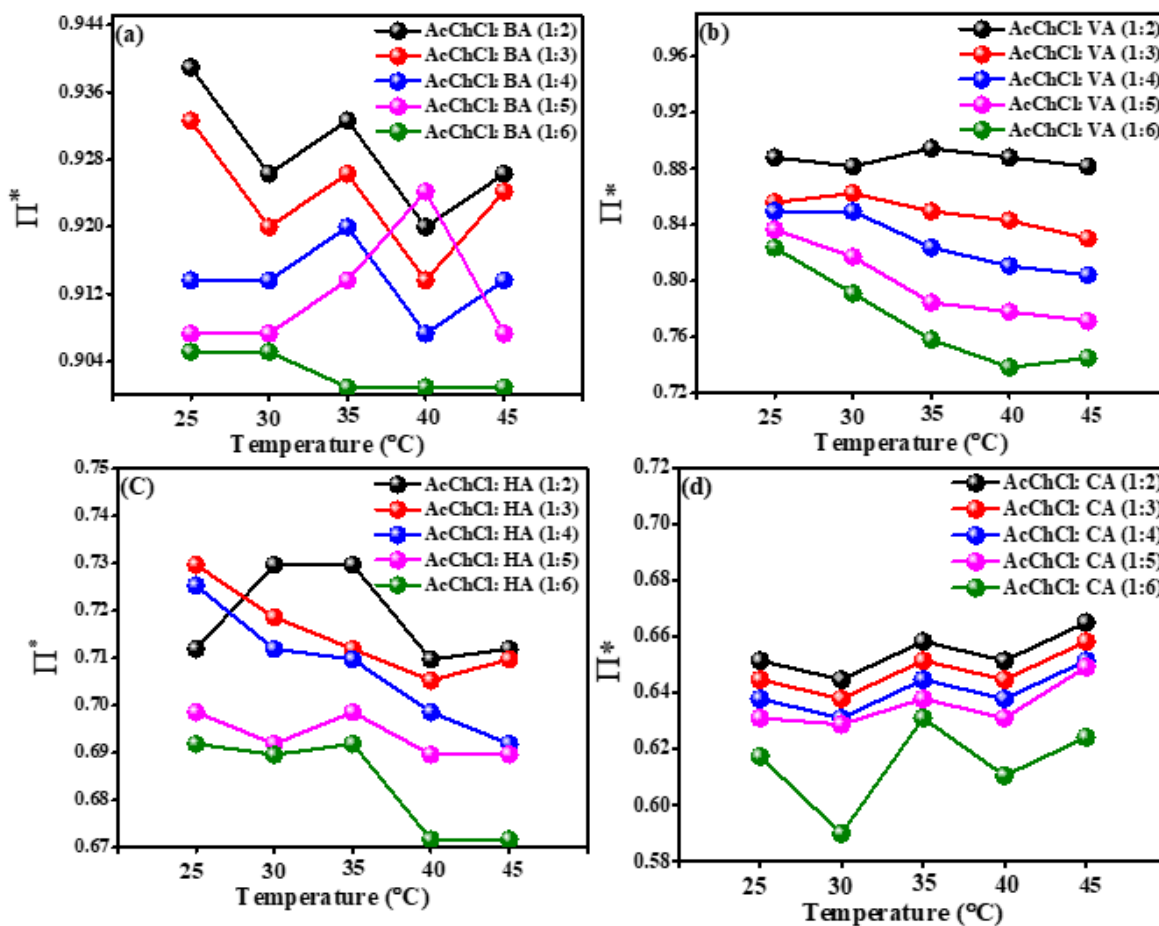 (a)
AcChCl: BA (1:2)
AcChCl: BA (1:3)
AcChCl: BA (1:4)
AcChCl: BA (1:5)
AcChCl: BA (1:6)
0.944
0.936
0.928
0.920
0.912
0.904
Π*
25 30 35 40 45
Temperature (°C)
(b)
AcChCl: VA (1:2)
AcChCl: VA (1:3)
AcChCl: VA (1:4)
AcChCl: VA (1:5)
AcChCl: VA (1:6)
0.96
0.92
0.88
0.84
0.80
0.76
0.72
Π*
25 30 35 40 45
Temperature (°C)
(C)
AcChCl: HA (1:2)
AcChCl: HA (1:3)
AcChCl: HA (1:4)
AcChCl: HA (1:5)
AcChCl: HA (1:6)
0.75
0.74
0.73
0.72
0.71
0.70
0.69
0.68
0.67
Π*
25 30 35 40 45
Temperature (°C)
(d)
AcChCl: CA (1:2)
AcChCl: CA (1:3)
AcChCl: CA (1:4)
AcChCl: CA (1:5)
AcChCl: CA (1:6)
0.72
0.70
0.68
0.66
0.64
0.62
0.60
0.58
Π*
25 30 35 40 45
Temperature (°C)